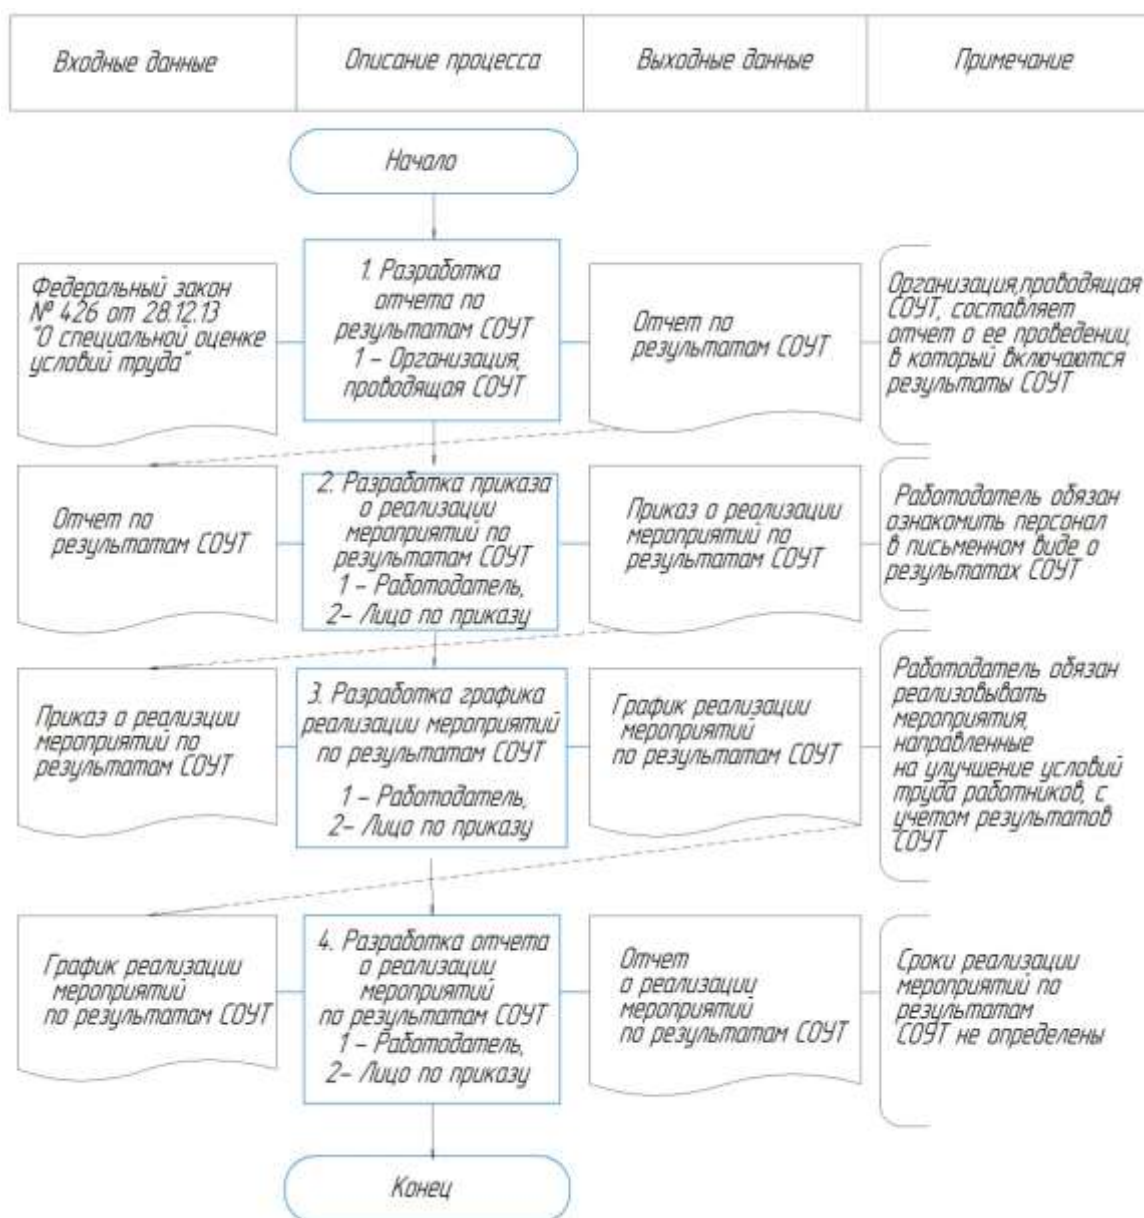 Входные данные
Описание процесса
Выходные данные
Примечание
Начало
Федеральный закон
№ 426 от 28.12.13
"О специальной оценке
условий труда"
1. Разработка
отчета по
результатам СОУТ
1 – Организация,
проводящая СОУТ
Отчет по
результатам СОУТ
Организация,проводящая
СОУТ, составляет
отчет о ее проведении,
в который включаются
результаты СОУТ
Отчет по
результатам СОУТ
2. Разработка приказа
о реализации
мероприятий по
результатам СОУТ
1 – Работодатель,
2– Лицо по приказу
Приказ о реализации
мероприятий по
результатам СОУТ
Работодатель обязан
ознакомить персонал
в письменном виде о
результатах СОУТ
Приказ о реализции
мероприятий по
результатам СОУТ
3. Разработка графика
реализации мероприятий
по результатам СОУТ
1 – Работодатель,
2– Лицо по приказу
График реализации
мероприятий
по результатам СОУТ
Работодатель обязан
реализовывать
мероприятия,
направленные
на улучшение условий
труда работников, с
учетом результатов
СОУТ
График реализации
мероприятий
по результатам СОУТ
4. Разработка отчета
о реализации
мероприятий
по результатам СОУТ
1 – Работодатель,
2– Лицо по приказу
Отчет
о реализации
мероприятий
по результатам СОУТ
Сроки реализации
мероприятий по
результатам
СОУТ не определены
Конец